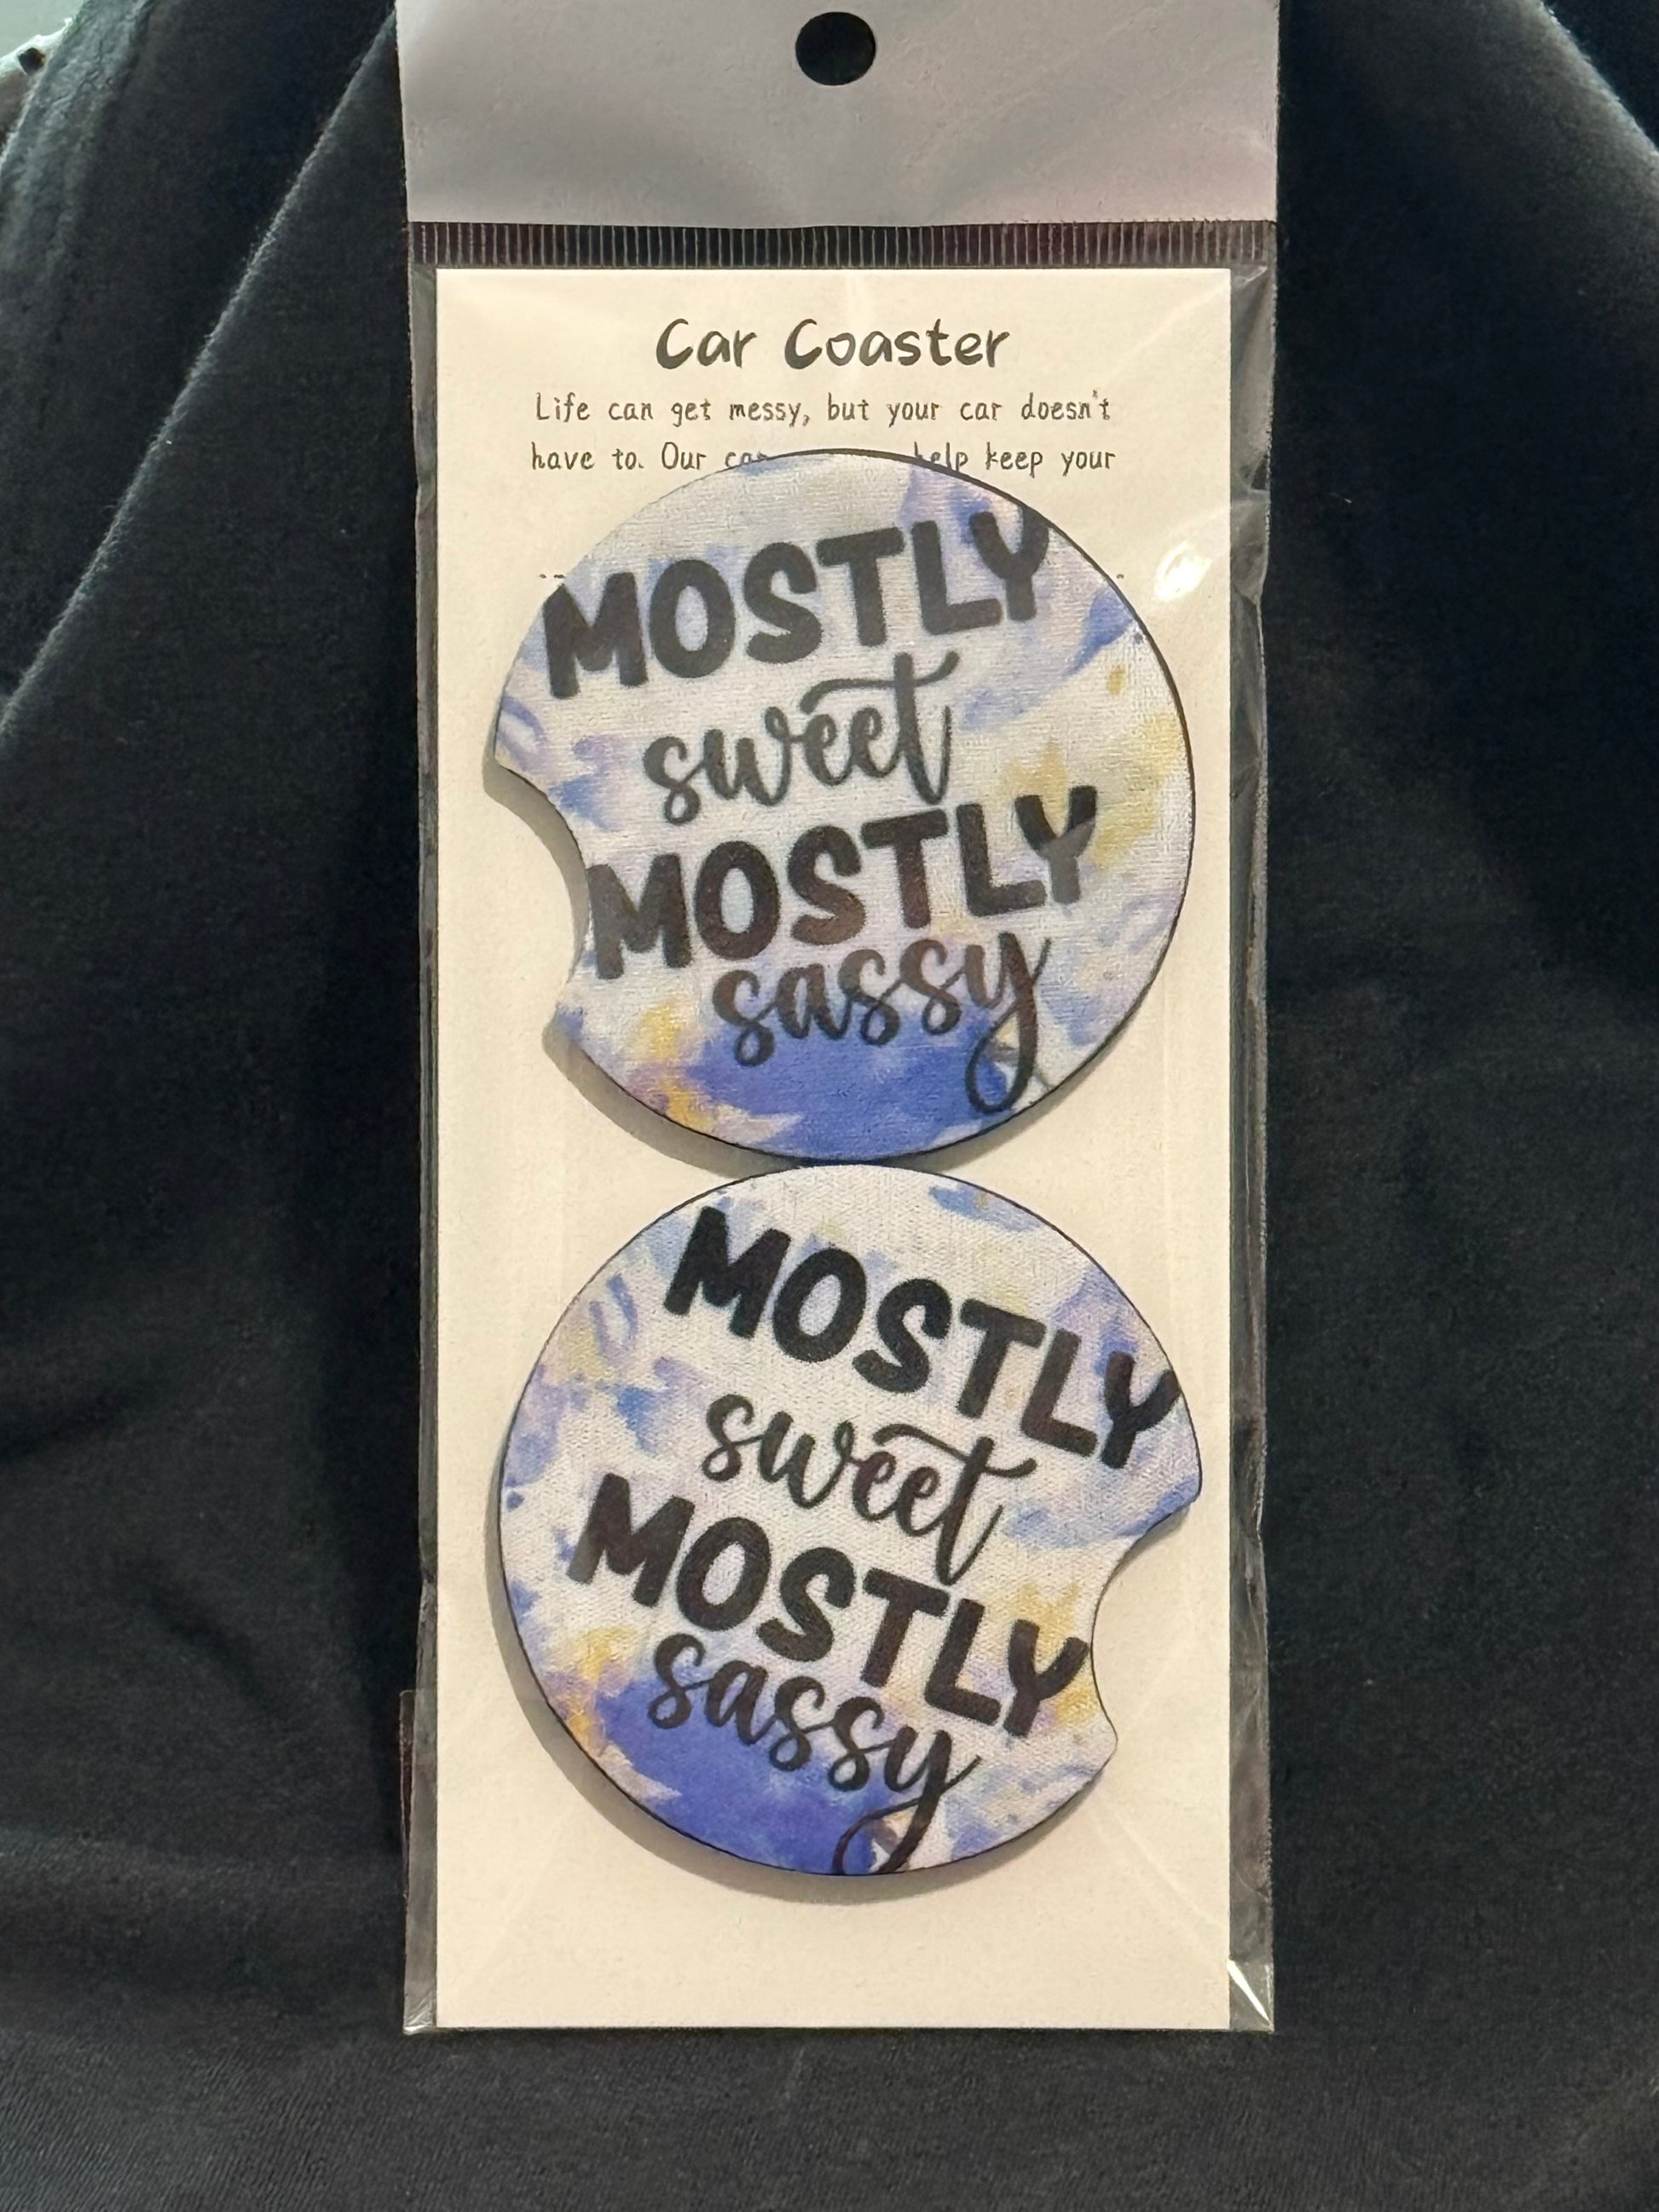 Car Coaster
Life can get messy, but your car doesn't
have to. Our help keep your
MOSTLY
sweet
MOSTLY
sassy
MOSTLY
sweet
MOSTLY
sassy